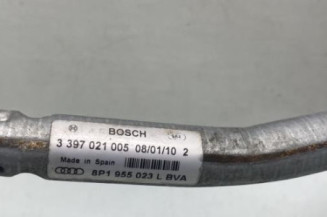 BOSCH
3 397 021 005 08/01/10 2
Made in Spain
8P1 955 023 L BVA